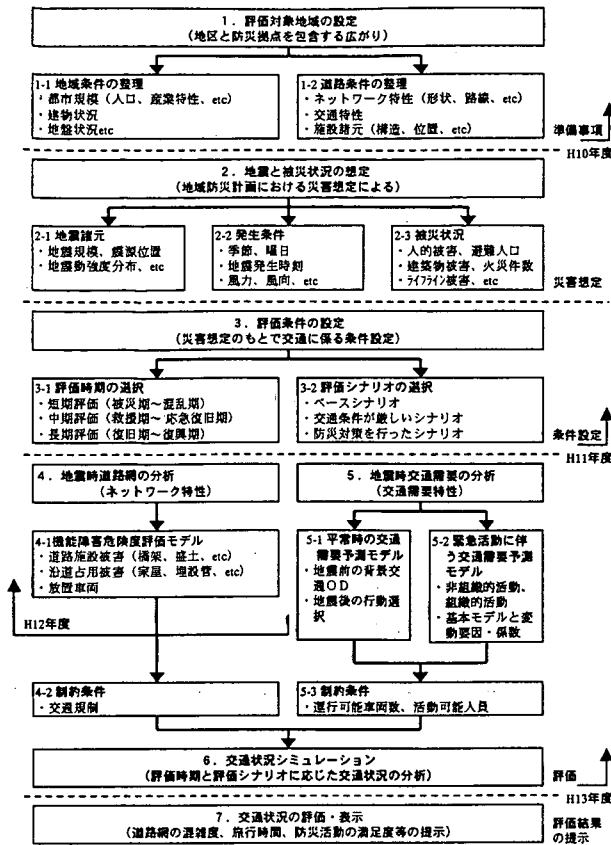 1．評価対象地域の設定
(地区と防災拠点を包含する広がり)
1-1 地域条件の整理
・都市規模（人口、産業特性、etc)
・建物状況
・地盤状況etc
1-2 道路条件の整理
・ネットワーク特性（形状、路線、etc)
・交通特性
・施設諸元（構造、位置、etc)
準備事項
H10年度
2．地震と被災状況の想定
(地域防災計画における災害想定による)
2-1 地震諸元
・地震規模、震源位置
・地震動強度分布、etc
2-2 発生条件
・季節、曜日
・地震発生時刻
・風力、風向、etc
2-3 被災状況
・人的被害、避難人口
・建築物被害、火災件数
・ﾗｲﾌﾗｲﾝ被害、etc
災害想定
3．評価条件の設定
(災害想定のもとで交通に係る条件設定)
3-1 評価時期の選択
・短期評価（被災期～混乱期)
・中期評価（救援期～応急復旧期)
・長期評価（復旧期～復興期)
3-2 評価シナリオの選択
・ベースシナリオ
・交通条件が厳しいシナリオ
・防災対策を行ったシナリオ
条件設定
H11年度
4．地震時道路網の分析
(ネットワーク特性)
5．地震時交通需要の分析
(交通需要特性)
4-1機能障害危険度評価モデル
・道路施設被害（橋梁、盛土、etc)
・沿道占用被害（家屋、埋設管、etc)
・放置車両
5-1 平常時の交通
需要予測モデル
・地震前の背景交
通OD
・地震後の行動選
択
5-2 緊急活動に伴
う交通需要予測
モデル
・非組織的活動、
組織的活動
・基本モデルと変
動要因・係数
H12年度
4-2 制約条件
・交通規制
5-3 制約条件
・運行可能車両数、活動可能人員
6．交通状況シミュレーション
(評価時期と評価シナリオに応じた交通状況の分析)
評価
H13年度
7．交通状況の評価・表示
(道路網の混雑度、旅行時間、防災活動の満足度等の提示)
評価結果
の提示